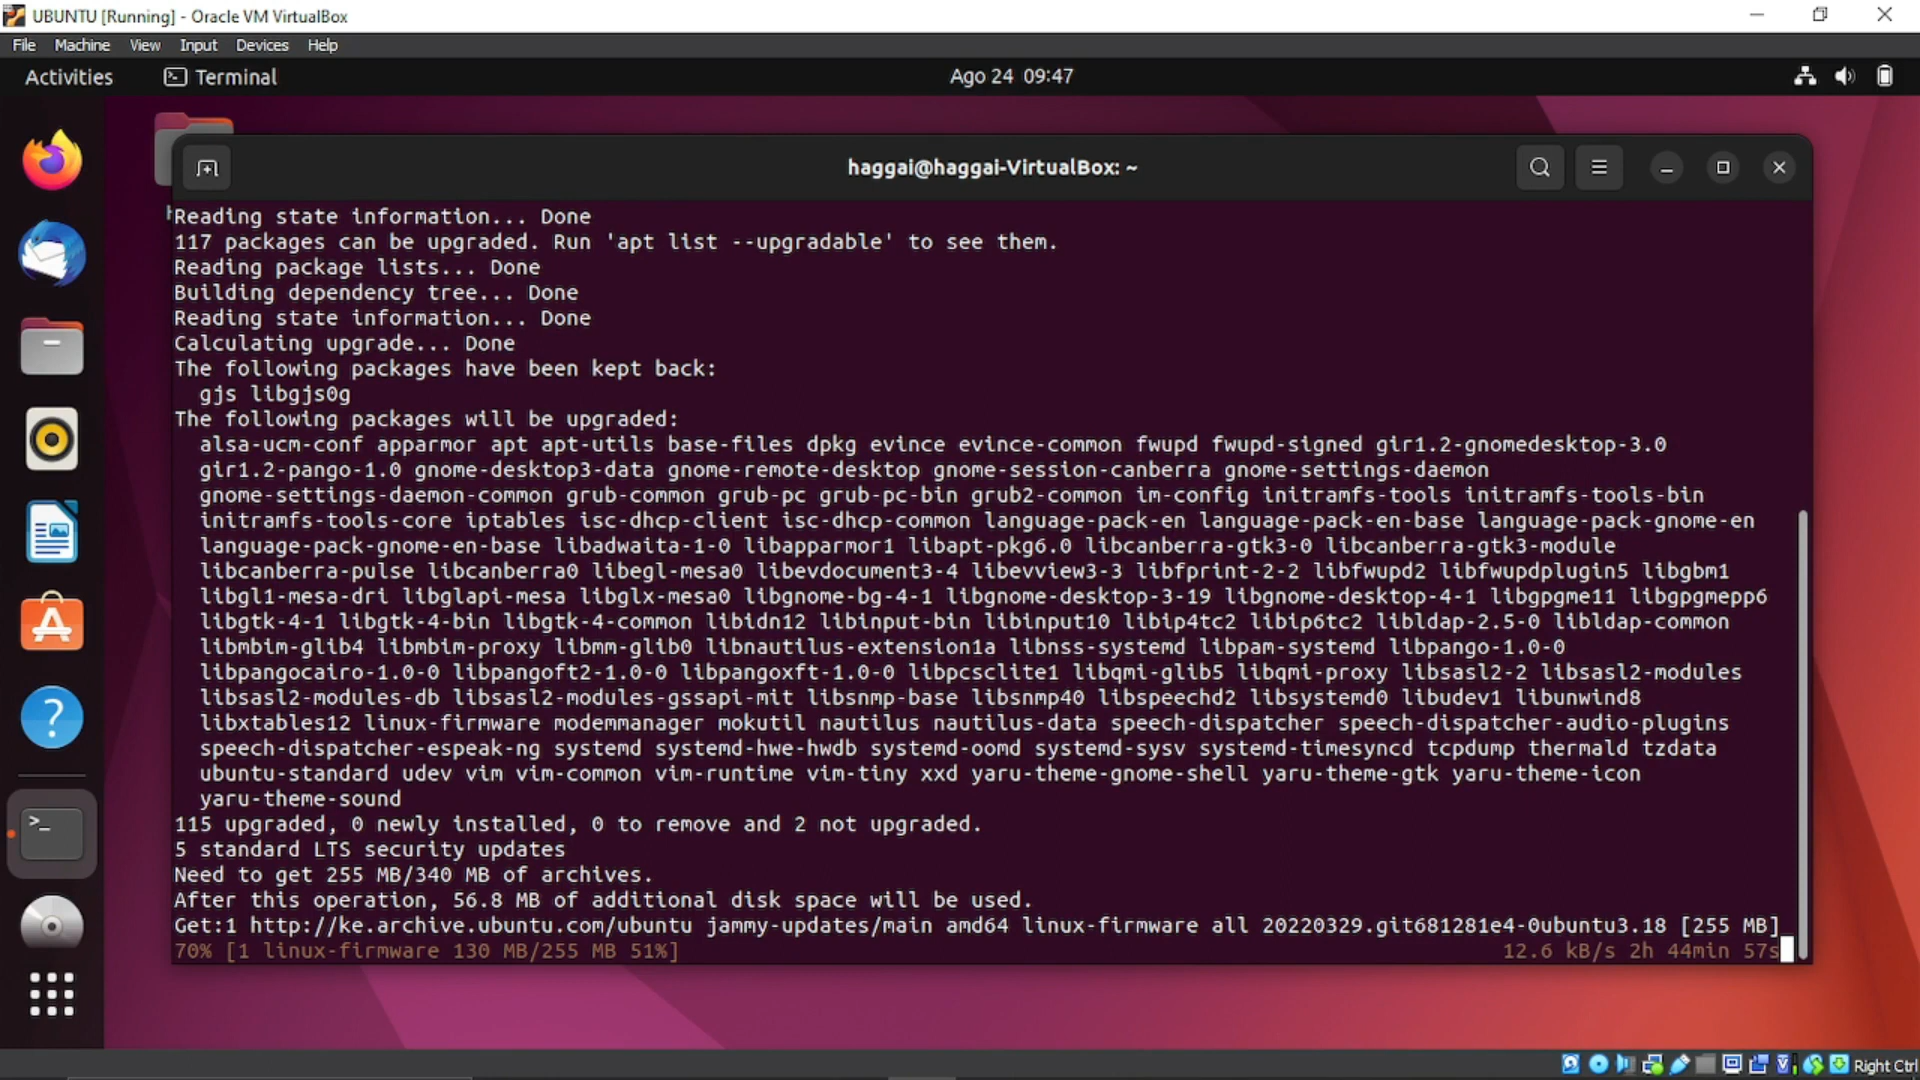 UBUNTU [Running] - Oracle VM VirtualBox
File Machine View Input Devices Help
Activities Terminal Ago 24 09:47
haggai@haggai-VirtualBox: ~
Reading state information... Done
117 packages can be upgraded. Run 'apt list --upgradable' to see them.
Reading package lists... Done
Building dependency tree... Done
Reading state information... Done
Calculating upgrade... Done
The following packages have been kept back:
gjs libgjs0g
The following packages will be upgraded:
alsa-ucm-conf apparmor apt apt-utils base-files dpkg evince evince-common fwupd fwupd-signed gir1.2-gnomedesktop-3.0
gir1.2-pango-1.0 gnome-desktop3-data gnome-remote-desktop gnome-session-canberra gnome-settings-daemon
gnome-settings-daemon-common grub-common grub-pc grub-pc-bin grub2-common im-config initramfs-tools initramfs-tools-bin
initramfs-tools-core iptables isc-dhcp-client isc-dhcp-common language-pack-en language-pack-en-base language-pack-gnome-en
language-pack-gnome-en-base libadwaita-1-0 libapparmor1 libapt-pkg6.0 libcanberra-gtk3-0 libcanberra-gtk3-module
libcanberra-pulse libcanberra0 libegl-mesa0 libevdocument3-4 libevview3-3 libfprint-2-2 libfwupd2 libfwupdplugin5 libgbm1
libgl1-mesa-dri libglapi-mesa libglx-mesa0 libgnome-bg-4-1 libgnome-desktop-3-19 libgnome-desktop-4-1 libgpgme11 libgpgmepp6
libgtk-4-1 libgtk-4-bin libgtk-4-common libidn12 libinput-bin libinput10 libip4tc2 libip6tc2 libldap-2.5-0 libldap-common
libmbim-glib4 libmbim-proxy libmm-glib0 libnautilus-extension1a libnss-systemd libpam-systemd libpango-1.0-0
libpangocairo-1.0-0 libpangoft2-1.0-0 libpangoxft-1.0-0 libpcsclite1 libqmi-glib5 libqmi-proxy libsasl2-2 libsasl2-modules
libsasl2-modules-db libsasl2-modules-gssapi-mit libsnmp-base libsnmp40 libspeechd2 libsystemd0 libudev1 libunwind8
libxtables12 linux-firmware modemmanager mokutil nautilus nautilus-data speech-dispatcher speech-dispatcher-audio-plugins
speech-dispatcher-espeak-ng systemd systemd-hwe-hwdb systemd-oomd systemd-sysv systemd-timesyncd tcpdump thermald tzdata
ubuntu-standard udev vim vim-common vim-runtime vim-tiny xxd yaru-theme-gnome-shell yaru-theme-gtk yaru-theme-icon
yaru-theme-sound
115 upgraded, 0 newly installed, 0 to remove and 2 not upgraded.
5 standard LTS security updates
Need to get 255 MB/340 MB of archives.
After this operation, 56.8 MB of additional disk space will be used.
Get:1 http://ke.archive.ubuntu.com/ubuntu jammy-updates/main amd64 linux-firmware all 20220329.git681281e4-0ubuntu3.18 [255 MB]
70% [1 linux-firmware 130 MB/255 MB 51%] 12.6 kB/s 2h 44min 57s
Right Ctrl